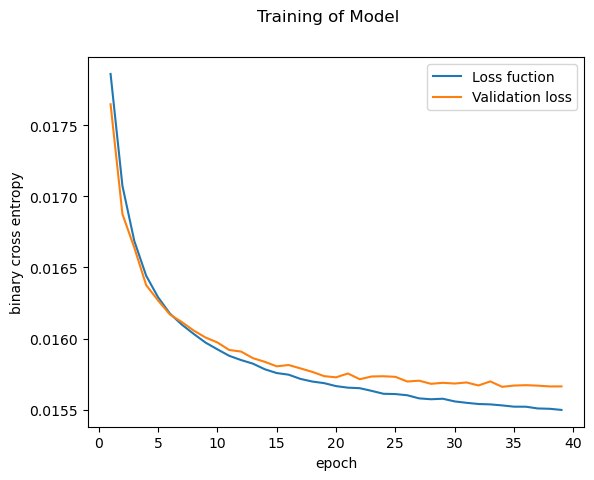 Training of Model
Loss fuction
Validation loss
0.0175
0.0170
0.0165
0.0160
0.0155
binary cross entropy
0 5 10 15 20 25 30 35 40
epoch